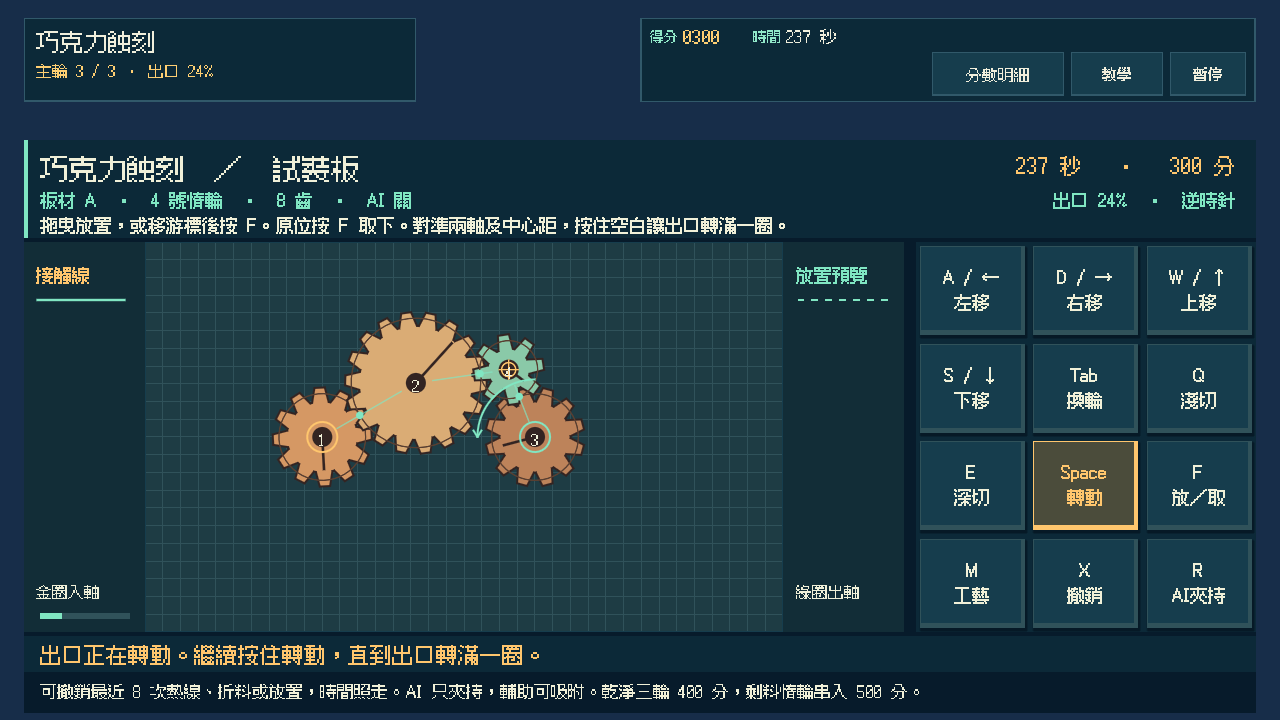 巧克力蝕刻
主輪 3 / 3 · 出口 24%
得分 0300 時間 237 秒
分數明細
教學
暫停
巧克力蝕刻 ／ 試裝板
237 秒 · 300 分
板材 A · 4 號惰輪 · 8 齒 · AI 關
出口 24% · 逆時針
拖曳放置，或移游標後按 F。原位按 F 取下。對準兩軸及中心距，按住空白讓出口轉滿一圈。
接觸線
放置預覽
1
2
3
金圈入軸
綠圈出軸
A / ←
左移
D / →
右移
W / ↑
上移
S / ↓
下移
Tab
換輪
Q
淺切
E
深切
Space
轉動
F
放／取
M
工藝
X
撤銷
R
AI夾持
出口正在轉動。繼續按住轉動，直到出口轉滿一圈。
可撤銷最近 8 次熱線、折料或放置，時間照走。AI 只夾持，輔助可吸附。乾淨三輪 400 分，剩料惰輪串入 500 分。